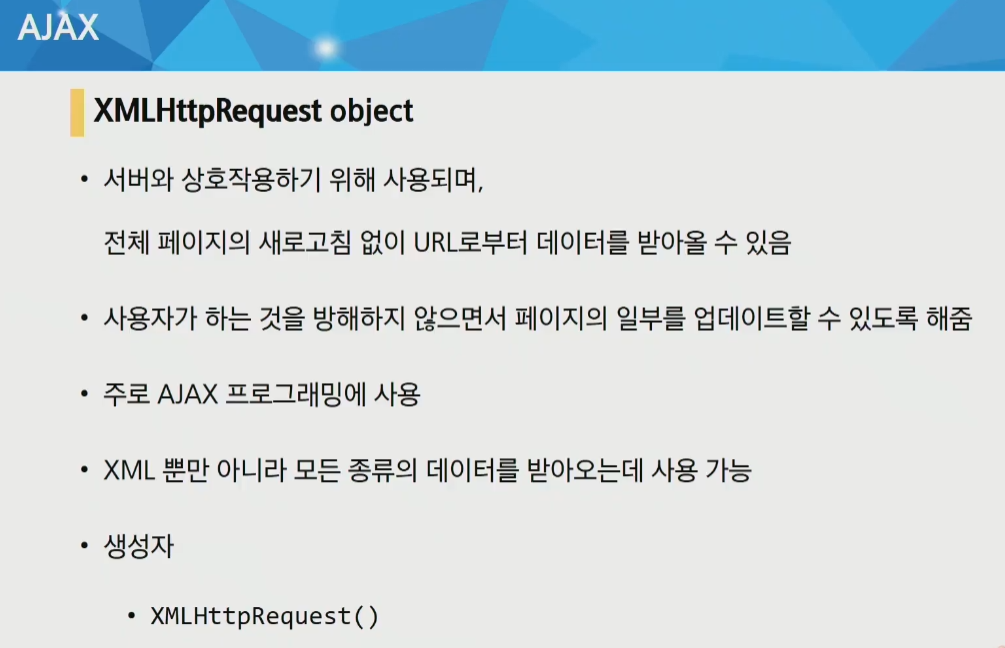 AJAX
XMLHttpRequest object
• 서버와 상호작용하기 위해 사용되며,
전체 페이지의 새로고침 없이 URL로부터 데이터를 받아올 수 있음
• 사용자가 하는 것을 방해하지 않으면서 페이지의 일부를 업데이트할 수 있도록 해줌
• 주로 AJAX 프로그래밍에 사용
• XML 뿐만 아니라 모든 종류의 데이터를 받아오는데 사용 가능
• 생성자
• XMLHttpRequest()